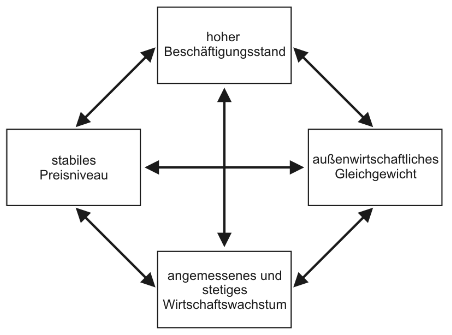 hoher
Beschäftigungsstand
stabiles
Preisniveau
außenwirtschaftliches
Gleichgewicht
angemessenes und
stetiges
Wirtschaftswachstum